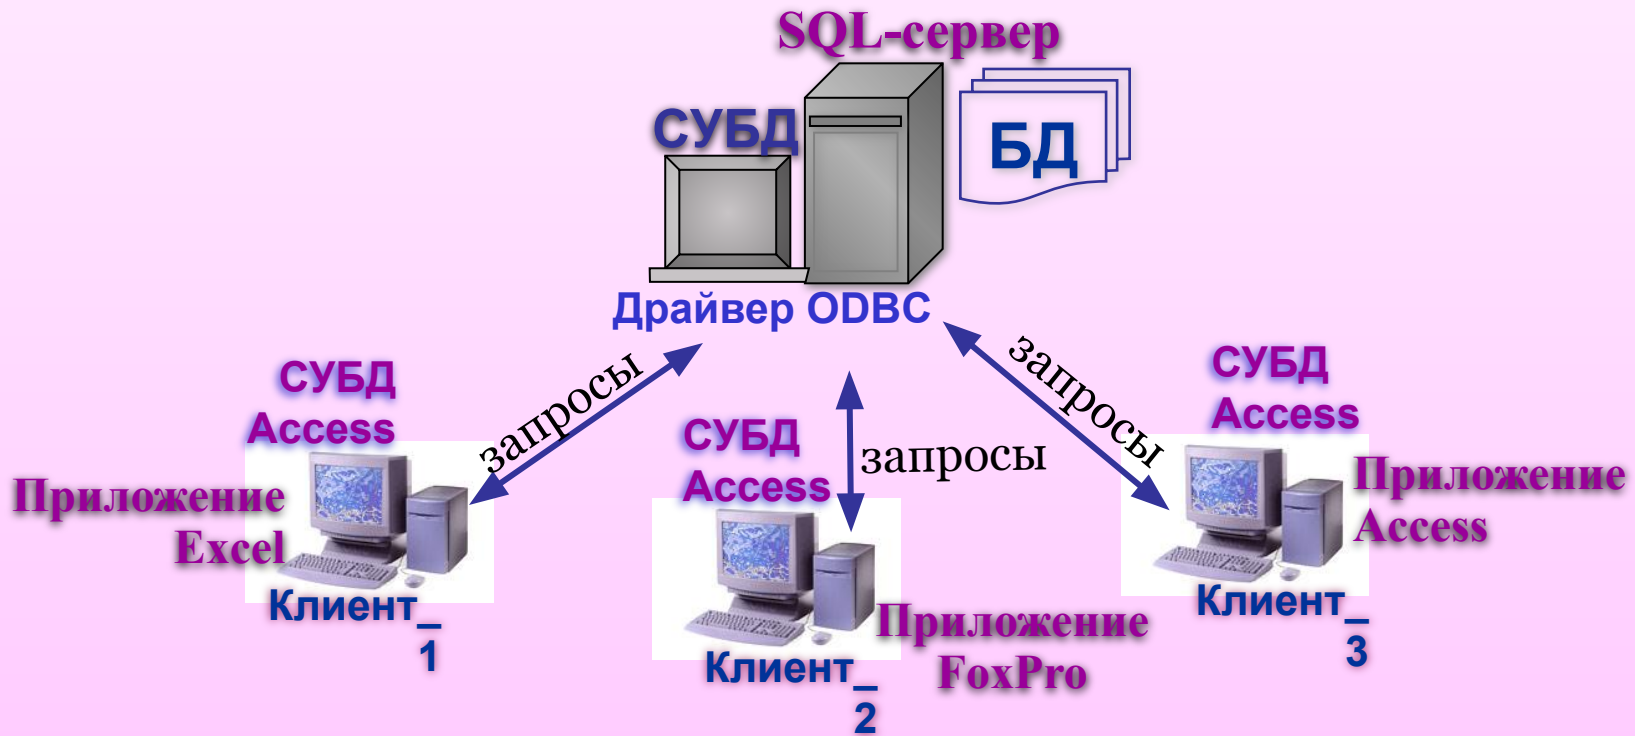 SQL-сервер
СУБД
БД
Драйвер ODBC
запросы
запросы
запросы
СУБД
Access
Приложение
Excel
Клиент_
1
СУБД
Access
Приложение
FoxPro
Клиент_
2
СУБД
Access
Приложение
Access
Клиент_
3